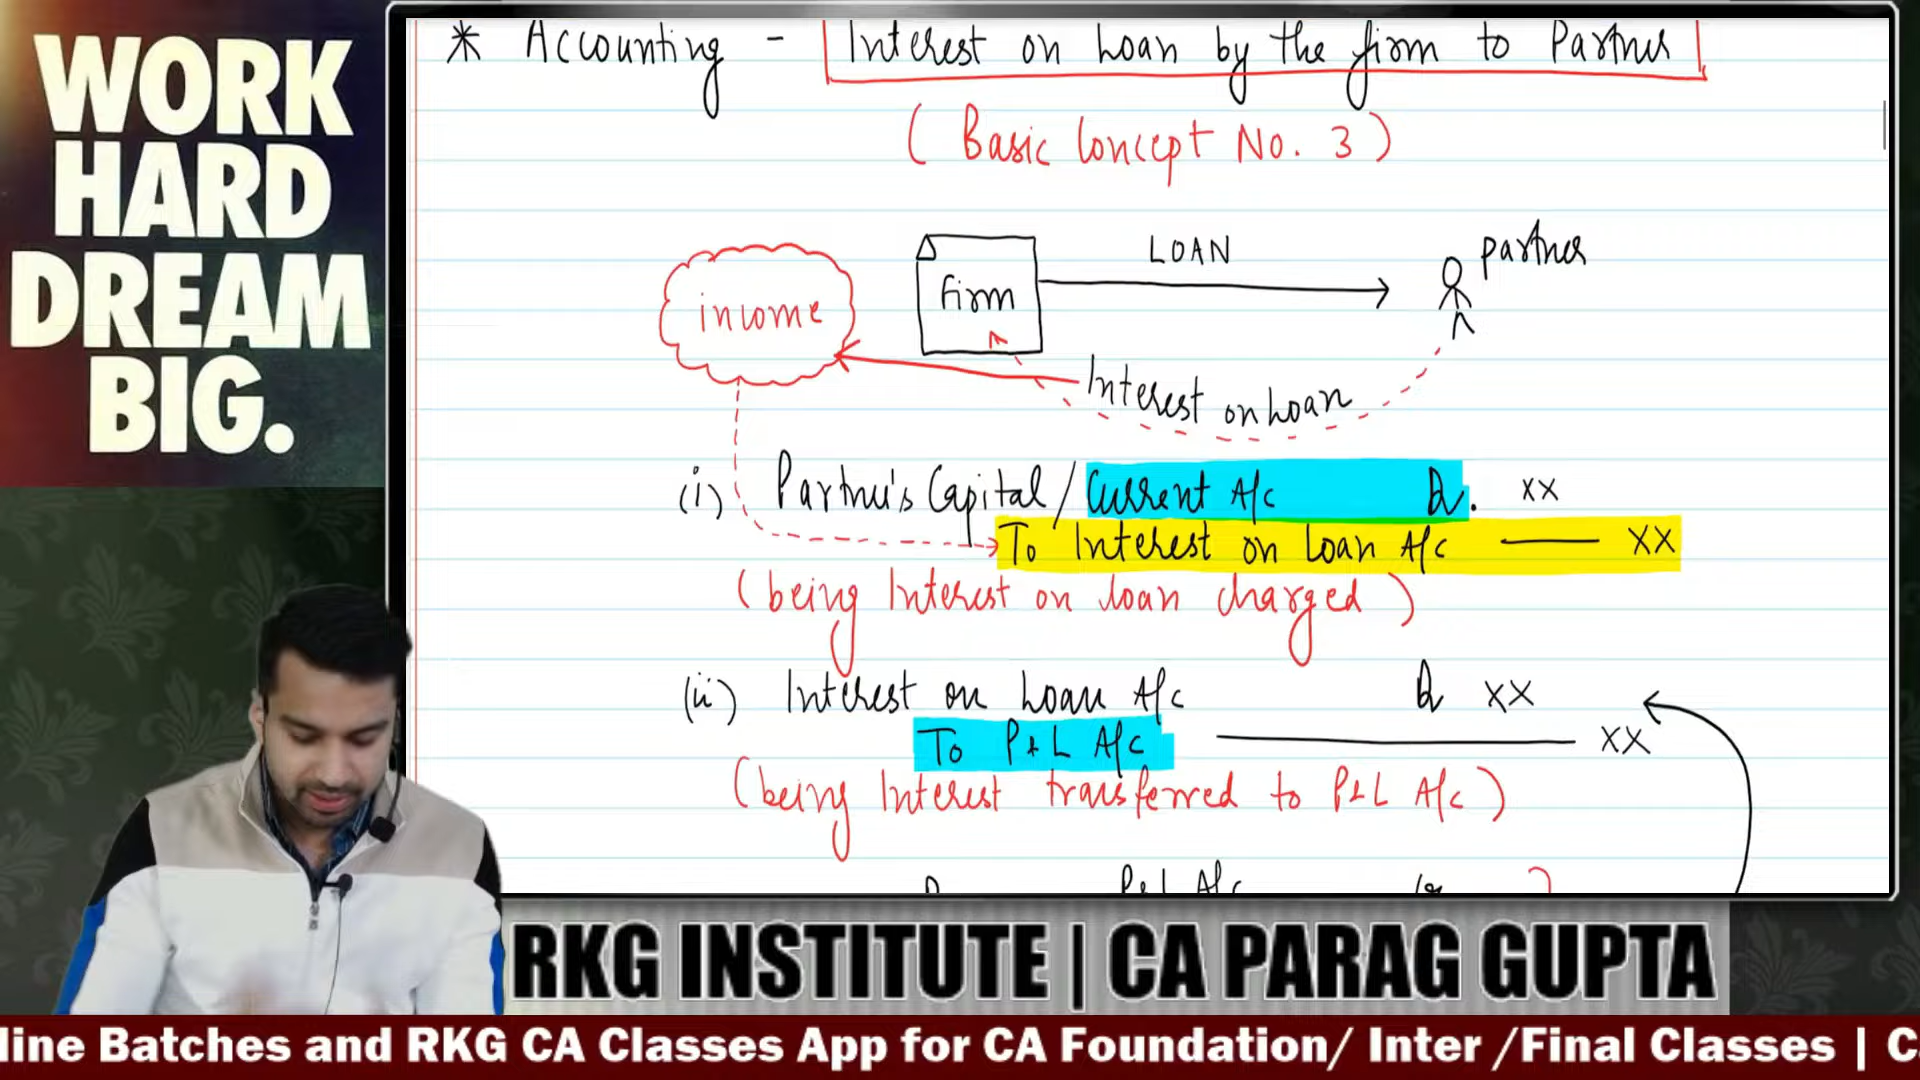 WORK
HARD
DREAM
BIG.
* Accounting - Interest on Loan by the firm to Partner
( Basic Concept No. 3 )
income
firm
LOAN
partner
Interest on Loan
(i) Partner's Capital / Current A/c Dr. xx
To Interest on Loan A/c —— XX
(being Interest on loan charged )
(ii) Interest on Loan A/c Dr XX
To P&L A/c —— XX
(being Interest transferred to P&L A/c )
P&L A/c
RKG INSTITUTE | CA PARAG GUPTA
line Batches and RKG CA Classes App for CA Foundation/ Inter /Final Classes |